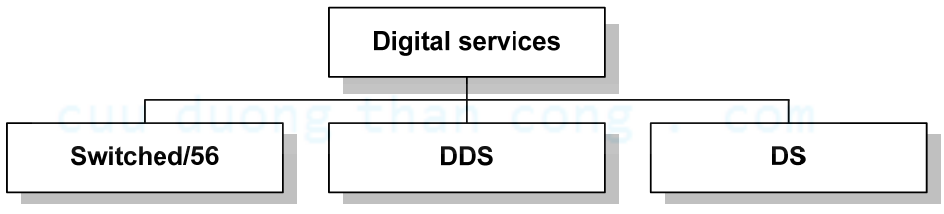 Digital services
cuu duong than cong . com
Switched/56
DDS
DS